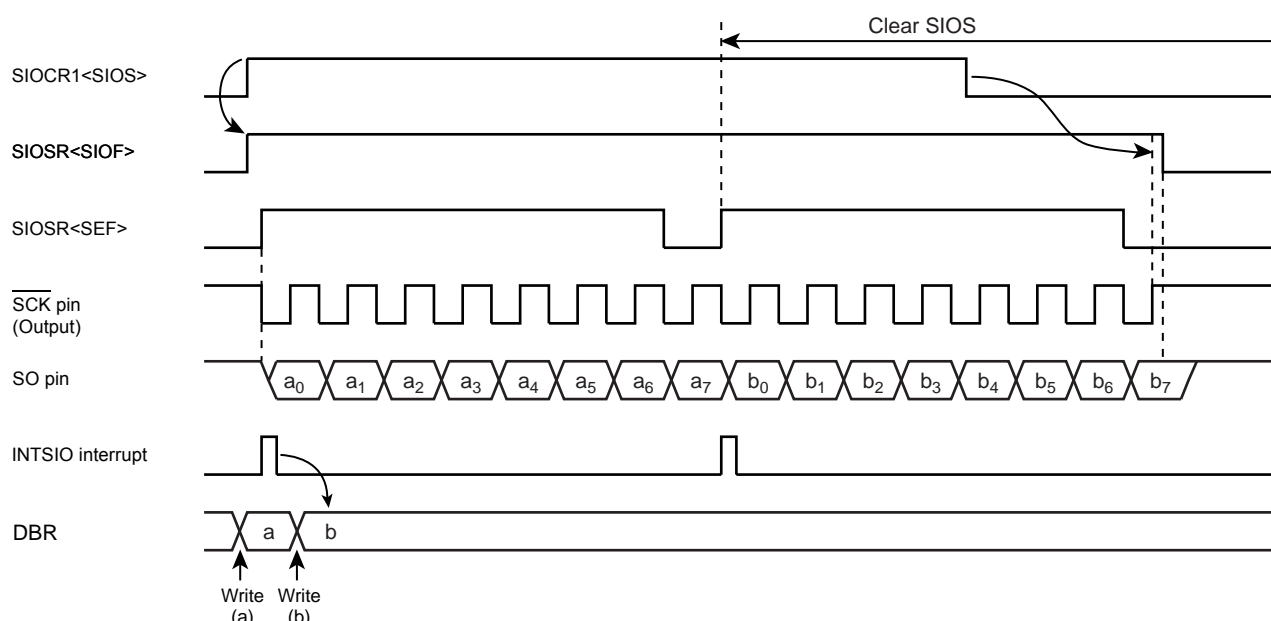 Clear SIOS
SIOCR1<SIOS>
SIOSR<SIOF>
SIOSR<SEF>
SCK pin
(Output)
SO pin
a0 a1 a2 a3 a4 a5 a6 a7 b0 b1 b2 b3 b4 b5 b6 b7
INTSIO interrupt
DBR
a b
Write Write
(a) (b)